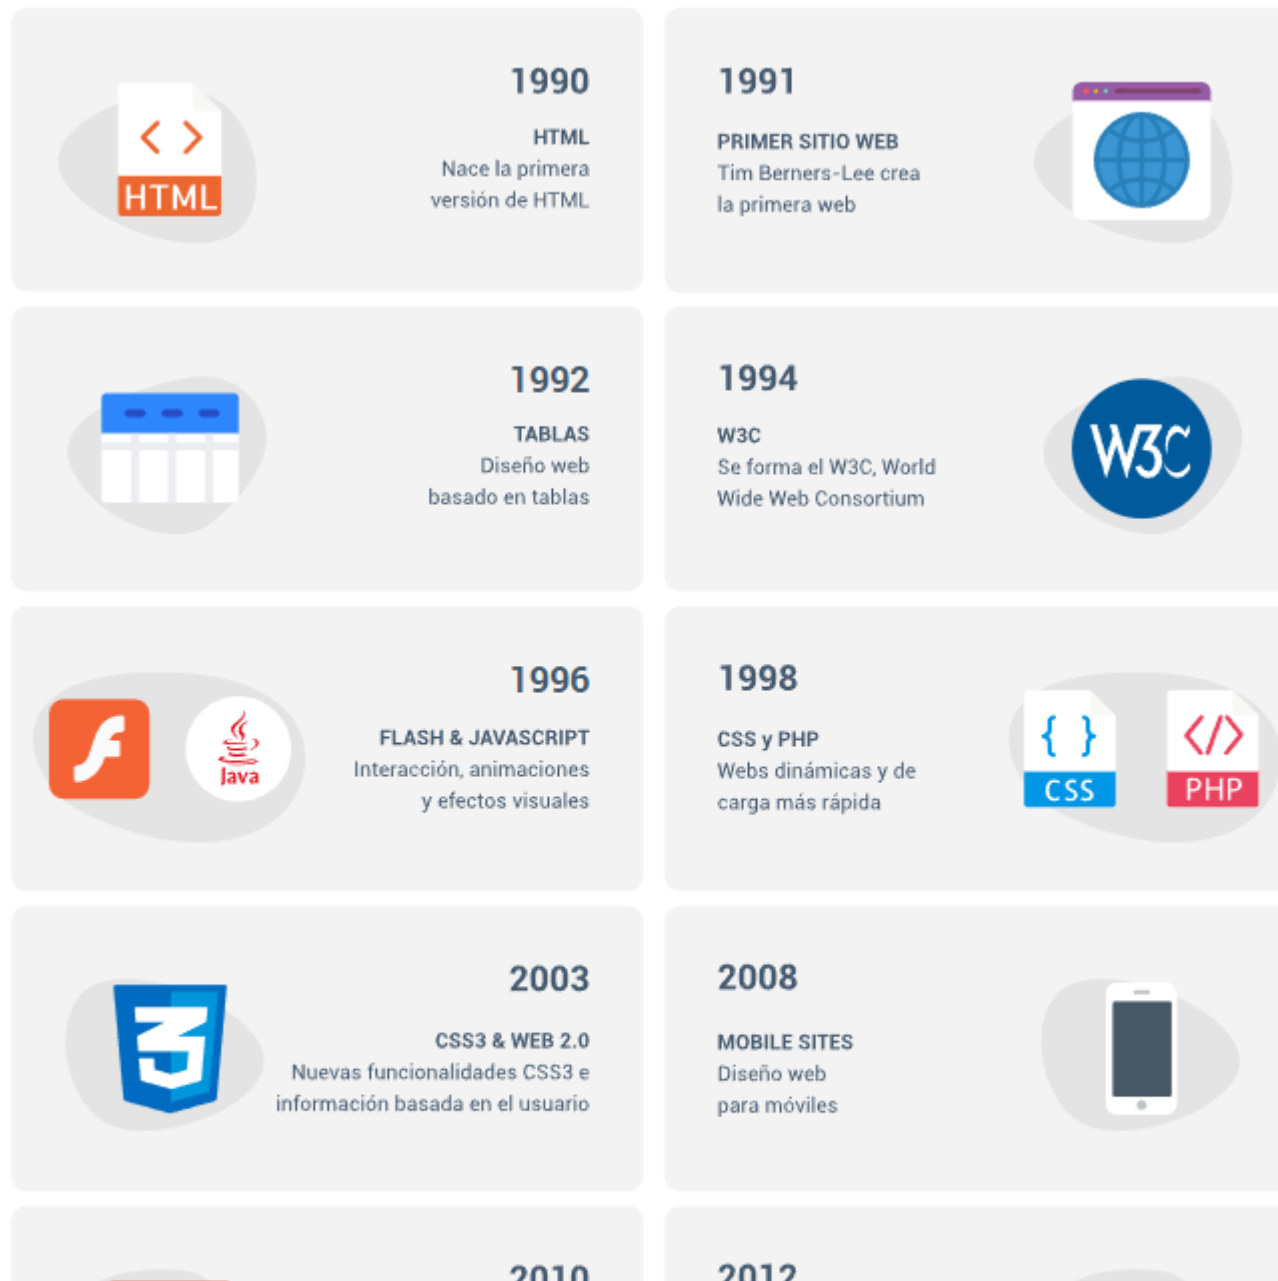 HTML
1990
HTML
Nace la primera
versión de HTML
1991
PRIMER SITIO WEB
Tim Berners-Lee crea
la primera web
1992
TABLAS
Diseño web
basado en tablas
1994
W3C
Se forma el W3C, World
Wide Web Consortium
W3C
Java
1996
FLASH & JAVASCRIPT
Interacción, animaciones
y efectos visuales
1998
CSS y PHP
Webs dinámicas y de
carga más rápida
CSS
PHP
3
2003
CSS3 & WEB 2.0
Nuevas funcionalidades CSS3 e
información basada en el usuario
2008
MOBILE SITES
Diseño web
para móviles
2010
2012